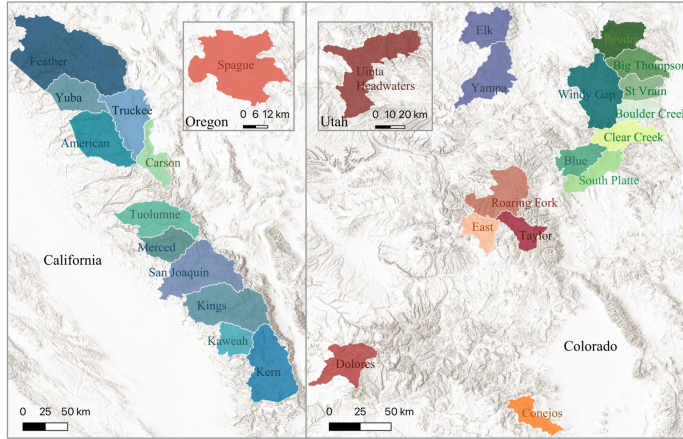 Feather
Yuba
Truckee
American
Carson
Tuolumne
Merced
San Joaquin
Kings
Kaweah
Kern
California
0 25 50 km
Spague
0 6 12 km
Oregon
Uinta
Headwaters
0 10 20 km
Utah
Elk
Yampa
Poudre
Big Thompson
St Vrain
Windy Gap
Boulder Creek
Clear Creek
Blue
South Platte
Roaring Fork
East
Taylor
Dolores
Conejos
Colorado
0 25 50 km